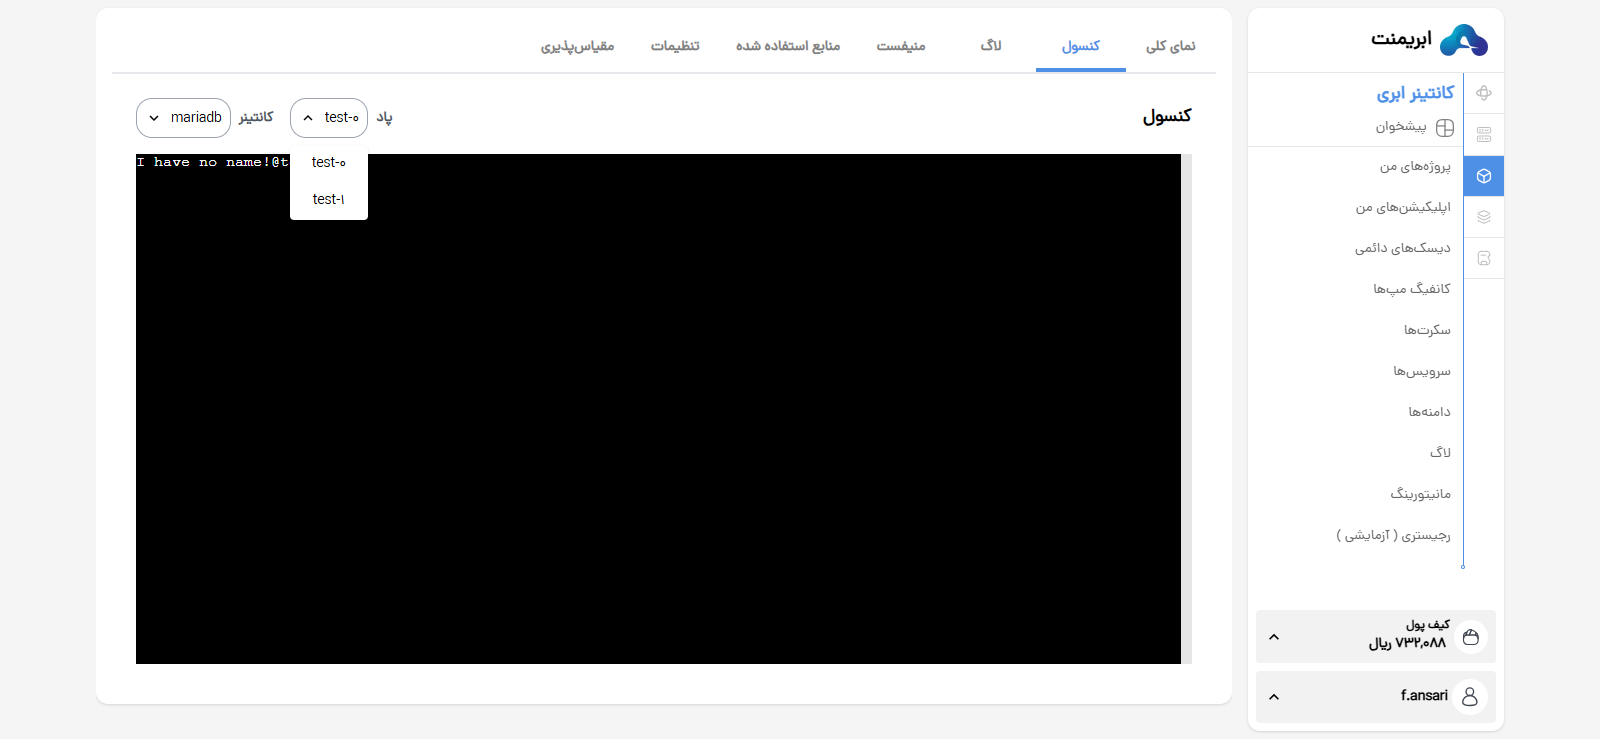 ابریمنت
کانتینر ابری
پیشخوان
پروژه‌های من
اپلیکیشن‌های من
دیسک‌های دائمی
کانفیگ مپ‌ها
سکرت‌ها
سرویس‌ها
دامنه‌ها
لاگ
مانیتورینگ
رجیستری ( آزمایشی )
کیف پول
۷۳۲,۰۸۸ ریال
f.ansari
نمای کلی
کنسول
لاگ
منیفست
منابع استفاده شده
تنظیمات
مقیاس‌پذیری
کنسول
پاد
test-۰
کانتینر
mariadb
test-۰
test-۱
I have no name!@t